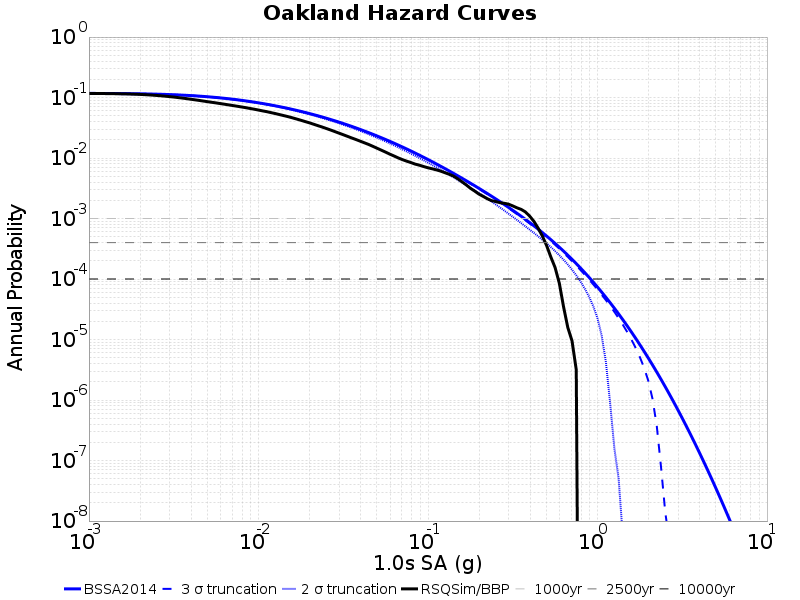 Oakland Hazard Curves
Annual Probability
10^0
10^-1
10^-2
10^-3
10^-4
10^-5
10^-6
10^-7
10^-8
10^-3 10^-2 10^-1 10^0 10^1
1.0s SA (g)
BSSA2014 3 σ truncation 2 σ truncation RSQSim/BBP 1000yr 2500yr 10000yr